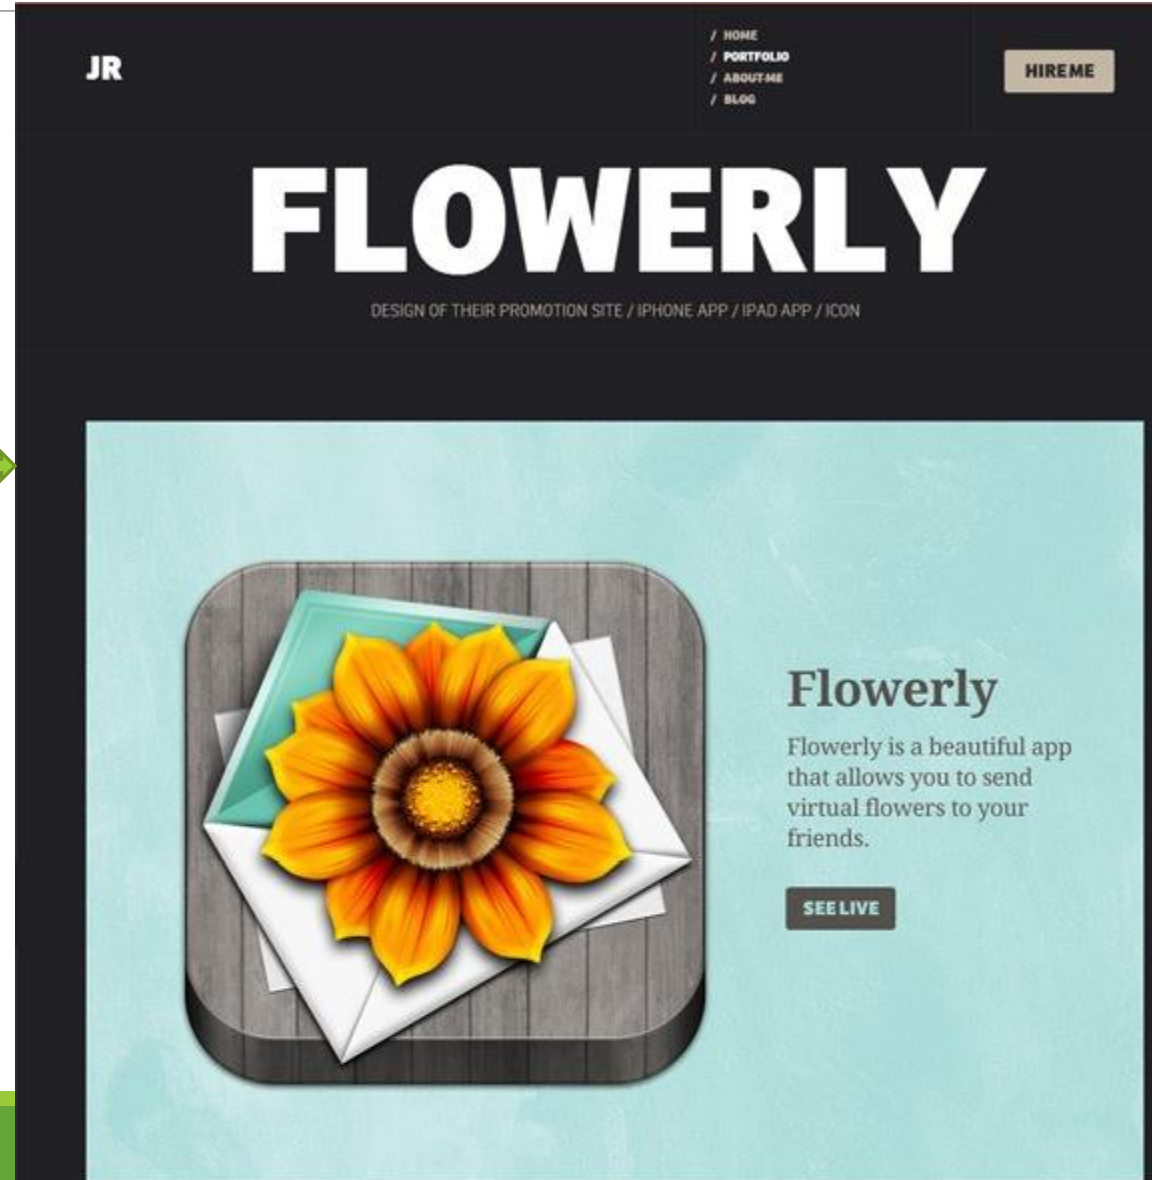 JR
/ HOME
/ PORTFOLIO
/ ABOUT ME
/ BLOG
HIRE ME
FLOWERLY
DESIGN OF THEIR PROMOTION SITE / IPHONE APP / IPAD APP / ICON
Flowerly
Flowerly is a beautiful app
that allows you to send
virtual flowers to your
friends.
SEE LIVE